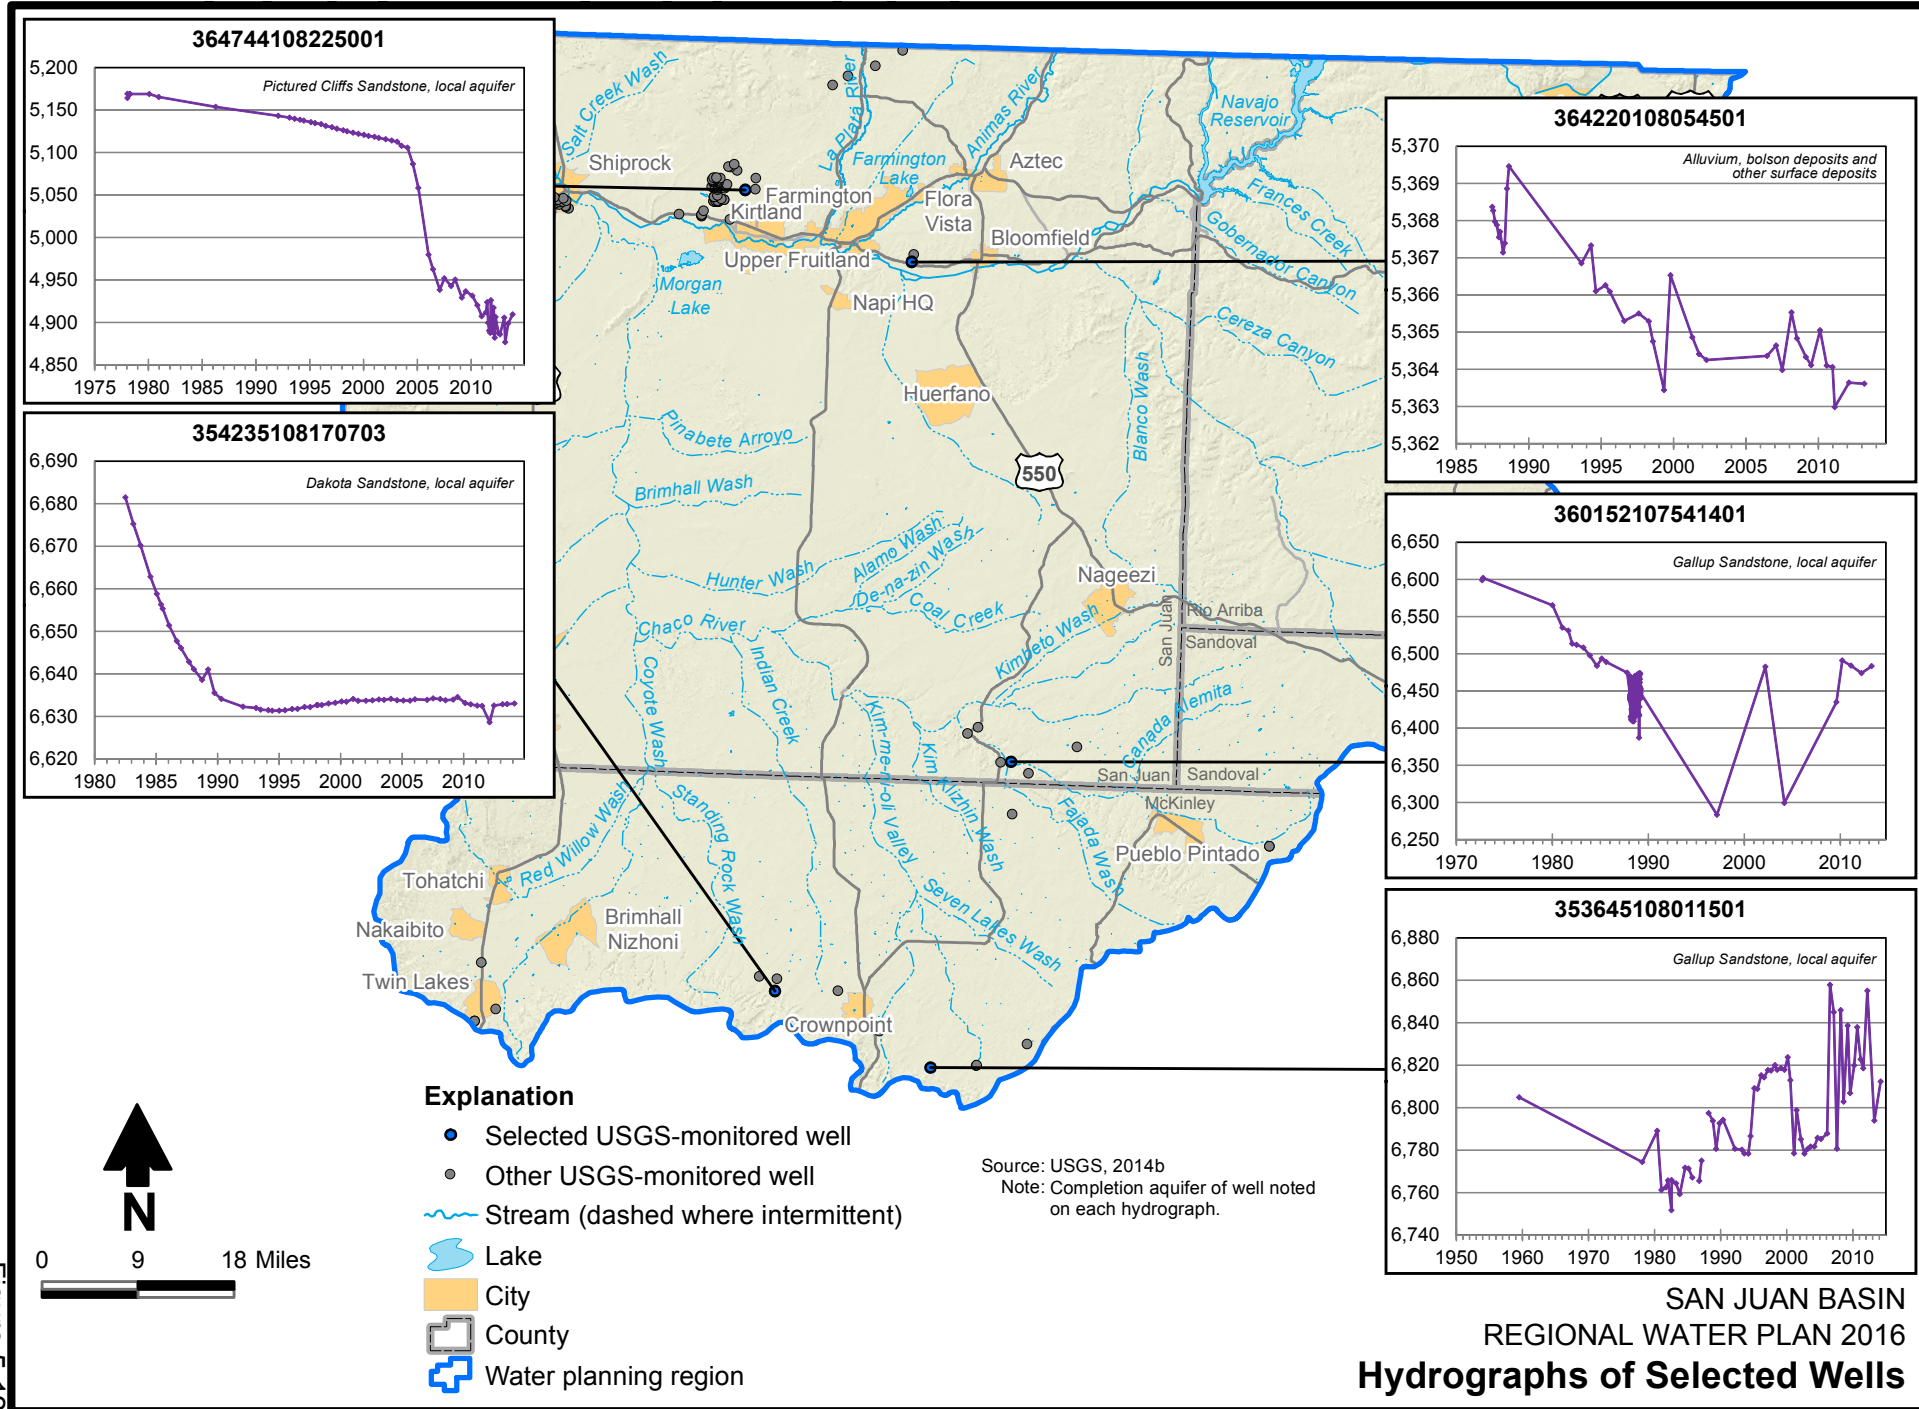 364744108225001
Pictured Cliffs Sandstone, local aquifer
5,200
5,150
5,100
5,050
5,000
4,950
4,900
4,850
1975 1980 1985 1990 1995 2000 2005 2010
354235108170703
Dakota Sandstone, local aquifer
6,690
6,680
6,670
6,660
6,650
6,640
6,630
6,620
1980 1985 1990 1995 2000 2005 2010
364220108054501
Alluvium, bolson deposits and
other surface deposits
5,370
5,369
5,368
5,367
5,366
5,365
5,364
5,363
5,362
1985 1990 1995 2000 2005 2010
360152107541401
Gallup Sandstone, local aquifer
6,650
6,600
6,550
6,500
6,450
6,400
6,350
6,300
6,250
1970 1980 1990 2000 2010
353645108011501
Gallup Sandstone, local aquifer
6,880
6,860
6,840
6,820
6,800
6,780
6,760
6,740
1950 1960 1970 1980 1990 2000 2010
Salt Creek Wash
La Plata River
Animas River
Navajo
Reservoir
Shiprock
Farmington
Lake
Aztec
Farmington
Kirtland
Flora
Vista
Frances Creek
Gobernador Canyon
Bloomfield
Upper Fruitland
Morgan
Lake
Napi HQ
Cereza Canyon
Blanco Wash
Huerfano
Pinabete Arroyo
550
Brimhall Wash
Alamo Wash
De-na-zin Wash
Hunter Wash
Nageezi
Coal Creek
Kimbeto Wash
Rio Arriba
San Juan
Sandoval
Chaco River
Coyote Wash
Indian Creek
Kim-me-ni-oli Valley
Kim Klizhin Wash
Canada Alemita
San Juan
Sandoval
McKinley
Fajada Wash
Standing Rock Wash
Red Willow Wash
Pueblo Pintado
Tohatchi
Seven Lakes Wash
Nakaibito
Brimhall
Nizhoni
Twin Lakes
Crownpoint
Explanation
Selected USGS-monitored well
Other USGS-monitored well
Stream (dashed where intermittent)
Lake
City
County
Water planning region
N
0 9 18 Miles
Source: USGS, 2014b
Note: Completion aquifer of well noted
on each hydrograph.
SAN JUAN BASIN
REGIONAL WATER PLAN 2016
Hydrographs of Selected Wells